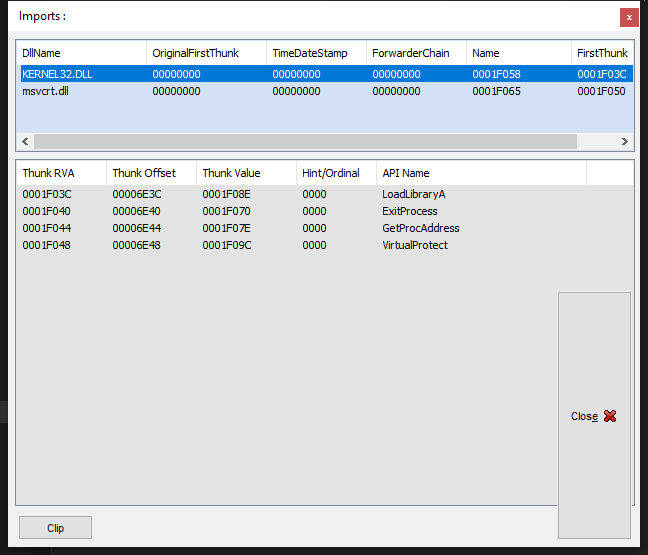 Imports :
x
DllName OriginalFirstThunk TimeDateStamp ForwarderChain Name FirstThunk
KERNEL32.DLL 00000000 00000000 00000000 0001F058 0001F03C
msvcrt.dll 00000000 00000000 00000000 0001F065 0001F050
Thunk RVA Thunk Offset Thunk Value Hint/Ordinal API Name
0001F03C 00006E3C 0001F08E 0000 LoadLibraryA
0001F040 00006E40 0001F070 0000 ExitProcess
0001F044 00006E44 0001F07E 0000 GetProcAddress
0001F048 00006E48 0001F09C 0000 VirtualProtect
Close
Clip